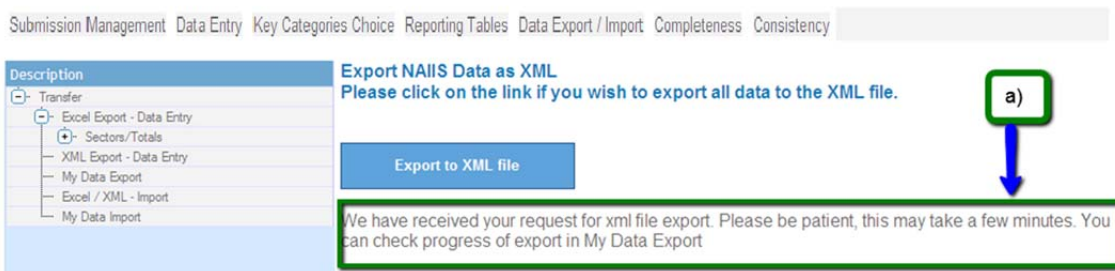 Submission Management Data Entry Key Categories Choice Reporting Tables Data Export / Import Completeness Consistency
Description
Transfer
Excel Export - Data Entry
Sectors/Totals
XML Export - Data Entry
My Data Export
Excel / XML - Import
My Data Import
Export NAIIS Data as XML
Please click on the link if you wish to export all data to the XML file.
a)
Export to XML file
We have received your request for xml file export. Please be patient, this may take a few minutes. You
can check progress of export in My Data Export